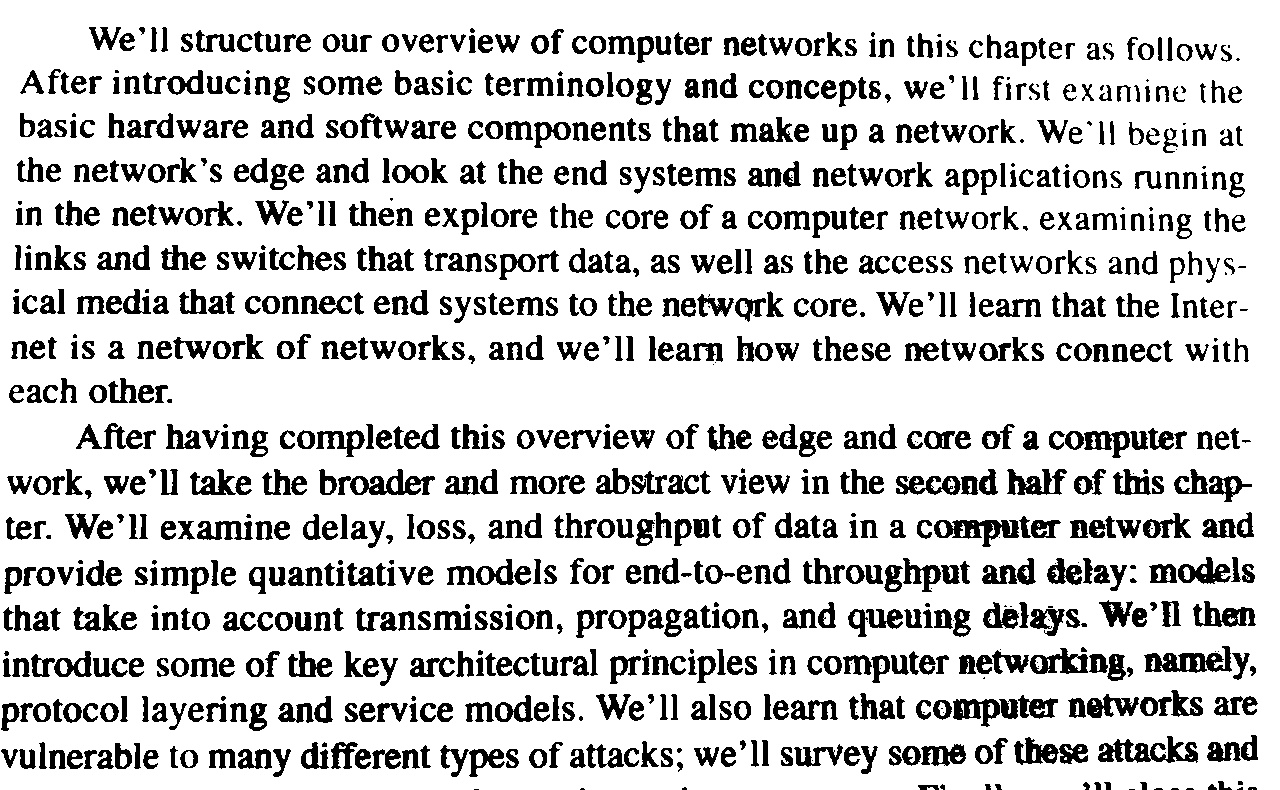 We'll structure our overview of computer networks in this chapter as follows.
After introducing some basic terminology and concepts, we'll first examine the
basic hardware and software components that make up a network. We'll begin at
the network's edge and look at the end systems and network applications running
in the network. We'll then explore the core of a computer network, examining the
links and the switches that transport data, as well as the access networks and phys-
ical media that connect end systems to the network core. We'll learn that the Inter-
net is a network of networks, and we'll learn how these networks connect with
each other.
After having completed this overview of the edge and core of a computer net-
work, we'll take the broader and more abstract view in the second half of this chap-
ter. We'll examine delay, loss, and throughput of data in a computer network and
provide simple quantitative models for end-to-end throughput and delay: models
that take into account transmission, propagation, and queuing delays. We'll then
introduce some of the key architectural principles in computer networking, namely,
protocol layering and service models. We'll also learn that computer networks are
vulnerable to many different types of attacks; we'll survey some of these attacks and